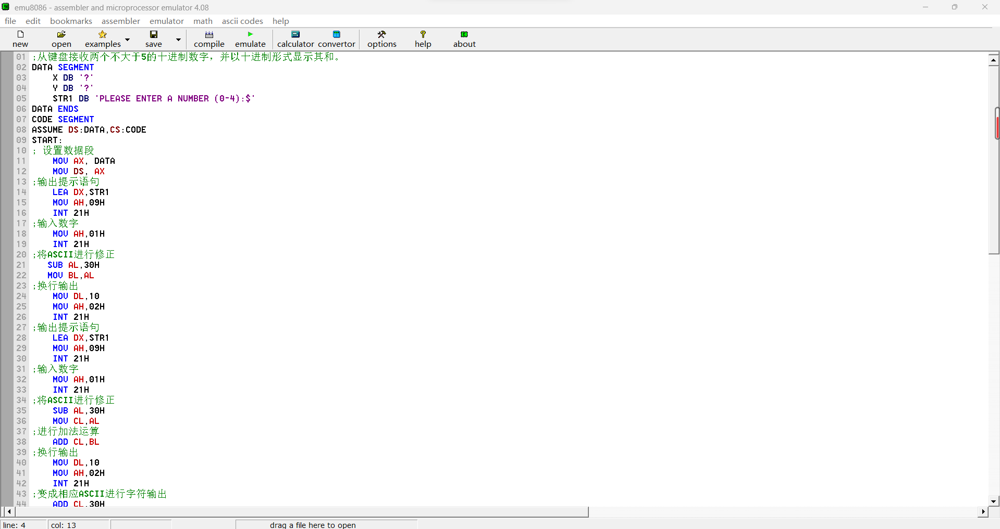 emu8086 - assembler and microprocessor emulator 4.08
file edit bookmarks assembler emulator math ascii codes help
new open examples save compile emulate calculator convertor options help about
01 ;从键盘接收两个不大于5的十进制数字，并以十进制形式显示其和。
02 DATA SEGMENT
03     X DB '?'
04     Y DB '?'
05     STR1 DB 'PLEASE ENTER A NUMBER (0-4):$'
06 DATA ENDS
07 CODE SEGMENT
08 ASSUME DS:DATA,CS:CODE
09 START:
10 ; 设置数据段
11     MOV AX, DATA
12     MOV DS, AX
13 ;输出提示语句
14     LEA DX,STR1
15     MOV AH,09H
16     INT 21H
17 ;输入数字
18     MOV AH,01H
19     INT 21H
20 ;将ASCII进行修正
21    SUB AL,30H
22    MOV BL,AL
23 ;换行输出
24     MOV DL,10
25     MOV AH,02H
26     INT 21H
27 ;输出提示语句
28     LEA DX,STR1
29     MOV AH,09H
30     INT 21H
31 ;输入数字
32     MOV AH,01H
33     INT 21H
34 ;将ASCII进行修正
35     SUB AL,30H
36     MOV CL,AL
37 ;进行加法运算
38     ADD CL,BL
39 ;换行输出
40     MOV DL,10
41     MOV AH,02H
42     INT 21H
43 ;变成相应ASCII进行字符输出
44     ADD CL,30H
line: 4 col: 13 drag a file here to open